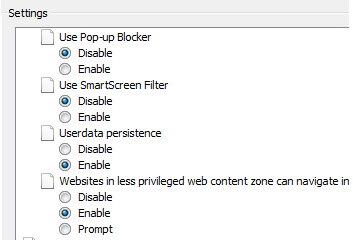 Settings
Use Pop-up Blocker
Disable
Enable
Use SmartScreen Filter
Disable
Enable
Userdata persistence
Disable
Enable
Websites in less privileged web content zone can navigate in
Disable
Enable
Prompt